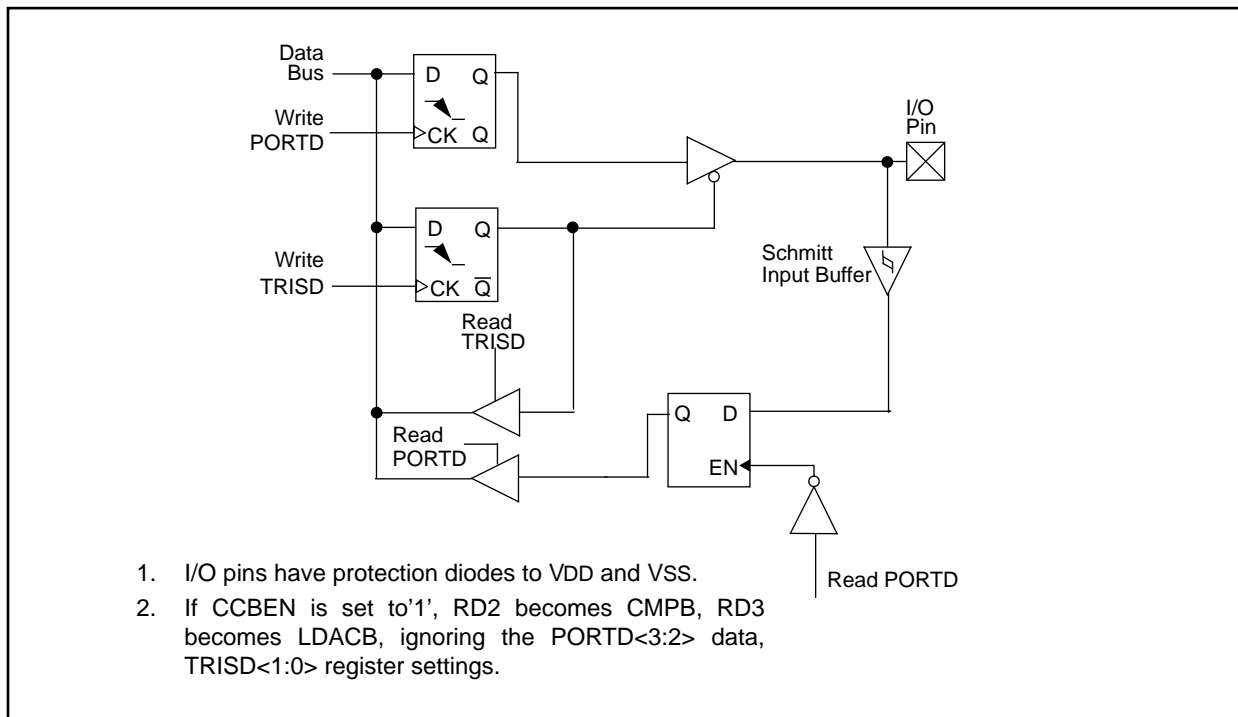 Data
Bus
D Q
Write
PORTD
CK Q
I/O
Pin
D Q
Write
TRISD
CK Q̅
Schmitt
Input Buffer
Read
TRISD
Q D
Read
PORTD
EN
Read PORTD
1. I/O pins have protection diodes to VDD and VSS.
2. If CCBEN is set to'1', RD2 becomes CMPB, RD3
becomes LDACB, ignoring the PORTD<3:2> data,
TRISD<1:0> register settings.